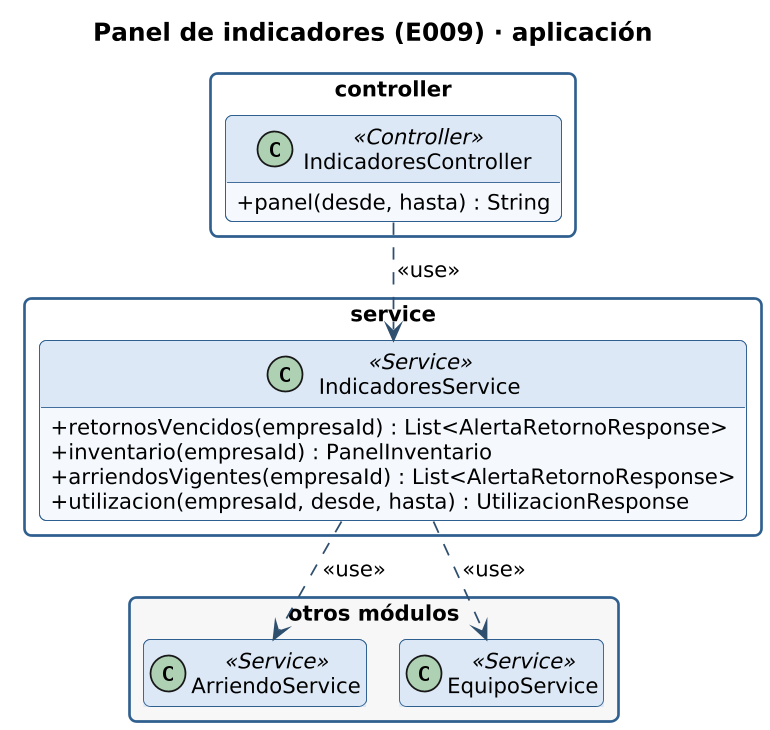 Panel de indicadores (E009) · aplicación
controller
C
«Controller»
IndicadoresController
+panel(desde, hasta) : String
«use»
service
C
«Service»
IndicadoresService
+retornosVencidos(empresaId) : List<AlertaRetornoResponse>
+inventario(empresaId) : PanelInventario
+arriendosVigentes(empresaId) : List<AlertaRetornoResponse>
+utilizacion(empresaId, desde, hasta) : UtilizacionResponse
«use»
«use»
otros módulos
C
«Service»
ArriendoService
C
«Service»
EquipoService